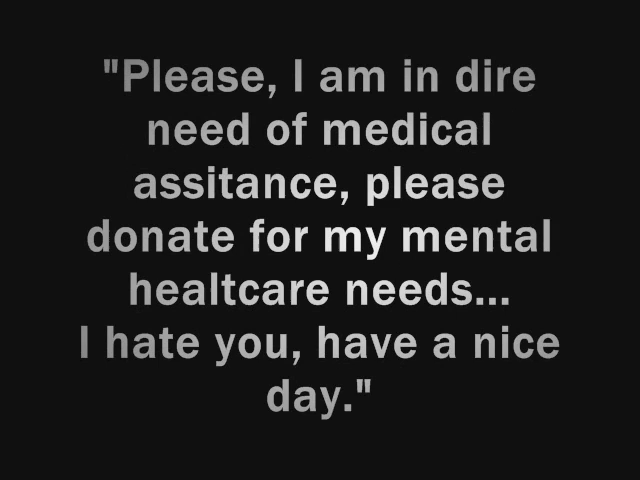 "Please, I am in dire
need of medical
assitance, please
donate for my mental
healtcare needs...
I hate you, have a nice
day."